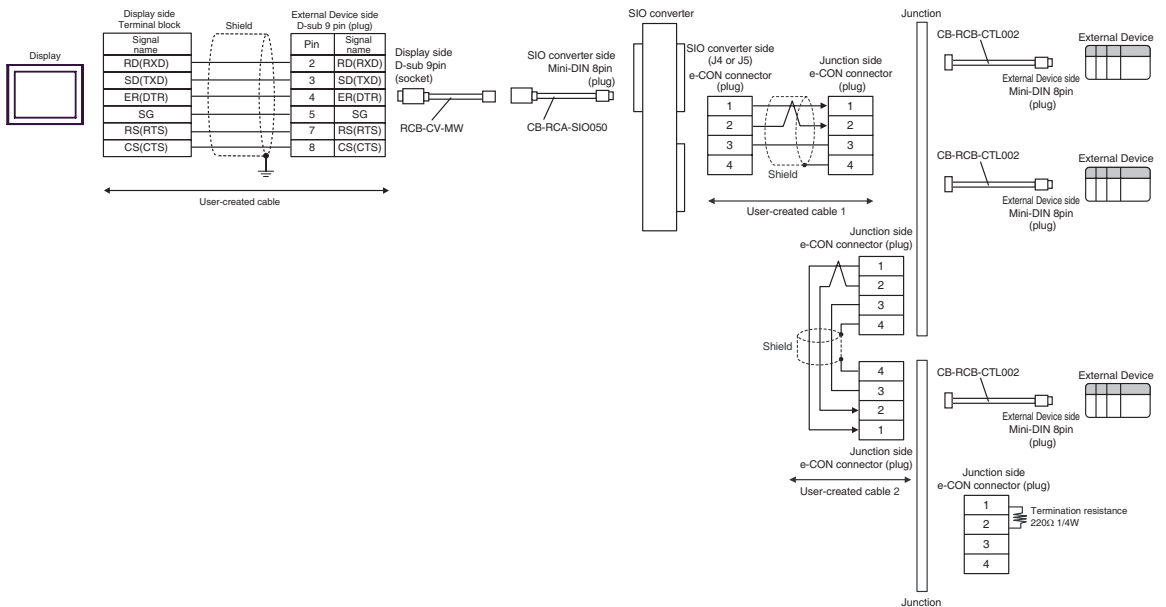 Display
Display side
Terminal block
Shield
External Device side
D-sub 9 pin (plug)
Signal
name
Pin
Signal
name
RD(RXD)
2
RD(RXD)
SD(TXD)
3
SD(TXD)
ER(DTR)
4
ER(DTR)
SG
5
SG
RS(RTS)
7
RS(RTS)
CS(CTS)
8
CS(CTS)
User-created cable
Display side
D-sub 9pin
(socket)
RCB-CV-MW
SIO converter side
Mini-DIN 8pin
(plug)
CB-RCA-SIO050
SIO converter
SIO converter side
(J4 or J5)
e-CON connector
(plug)
1
2
3
4
Shield
Junction side
e-CON connector
(plug)
1
2
3
4
User-created cable 1
Junction
CB-RCB-CTL002
External Device
External Device side
Mini-DIN 8pin
(plug)
CB-RCB-CTL002
External Device
External Device side
Mini-DIN 8pin
(plug)
Junction side
e-CON connector (plug)
1
2
3
4
Shield
4
3
2
1
Junction side
e-CON connector (plug)
User-created cable 2
CB-RCB-CTL002
External Device
External Device side
Mini-DIN 8pin
(plug)
Junction side
e-CON connector (plug)
1
2
3
4
Termination resistance
220Ω 1/4W
Junction